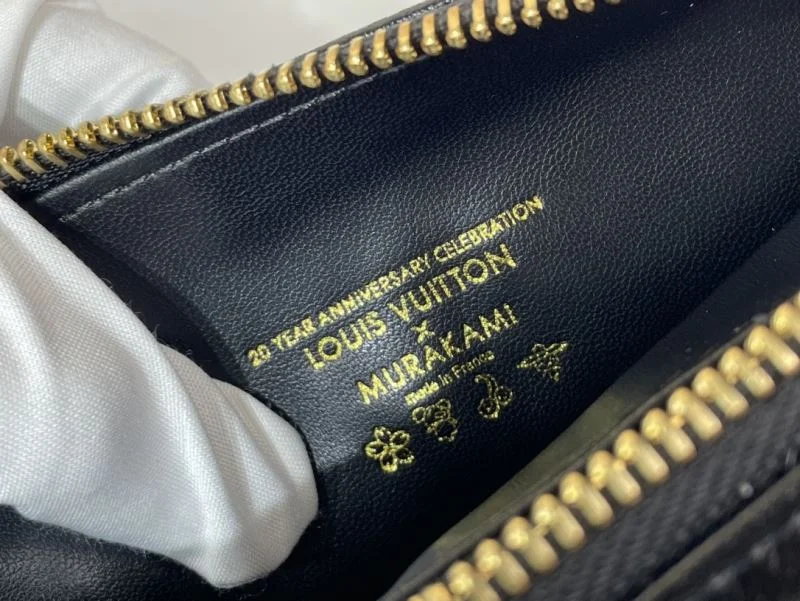 20 YEAR ANNIVERSARY CELEBRATION
LOUIS VUITTON
×
MURAKAMI
made in France